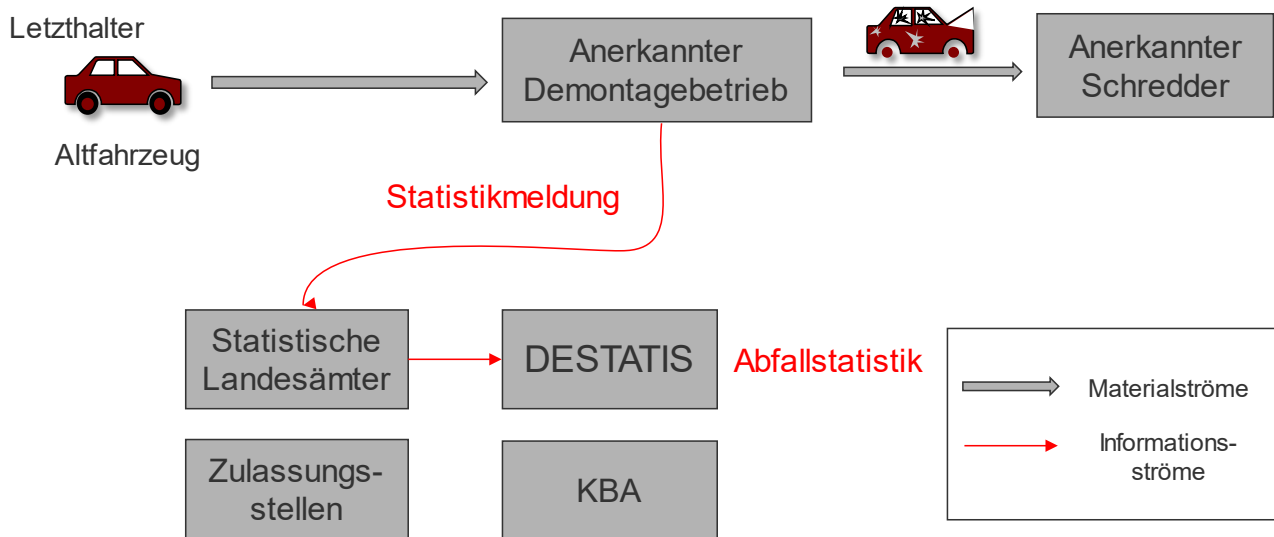 Letzthalter
Altfahrzeug
Anerkannter
Demontagebetrieb
Anerkannter
Schredder
Statistikmeldung
Statistische
Landesämter
DESTATIS
Abfallstatistik
Zulassungs-
stellen
KBA
Materialströme
Informations-
ströme